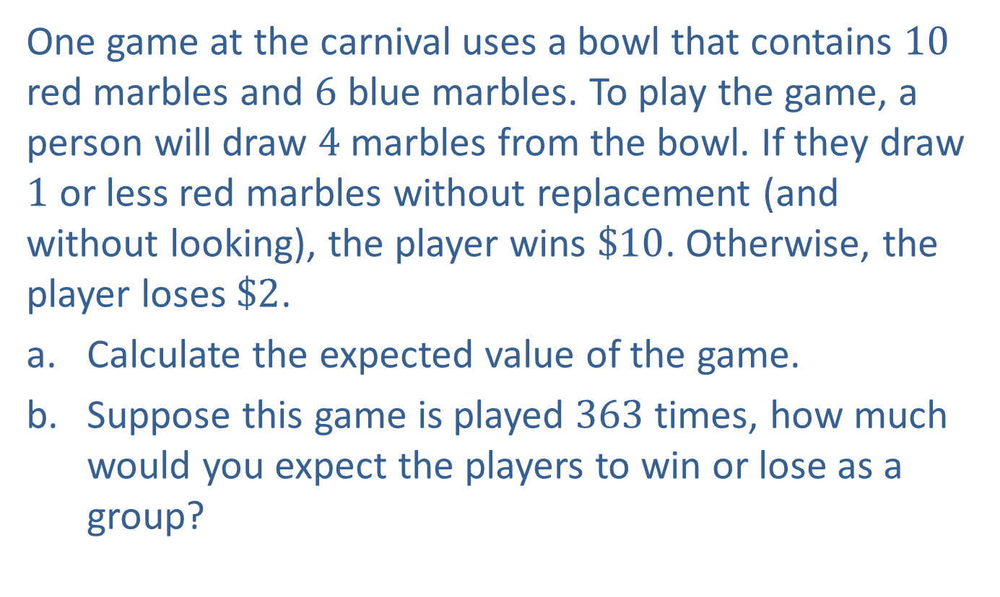 One game at the carnival uses a bowl that contains 10
red marbles and 6 blue marbles. To play the game, a
person will draw 4 marbles from the bowl. If they draw
1 or less red marbles without replacement (and
without looking), the player wins $10. Otherwise, the
player loses $2.
a. Calculate the expected value of the game.
b. Suppose this game is played 363 times, how much
would you expect the players to win or lose as a
group?